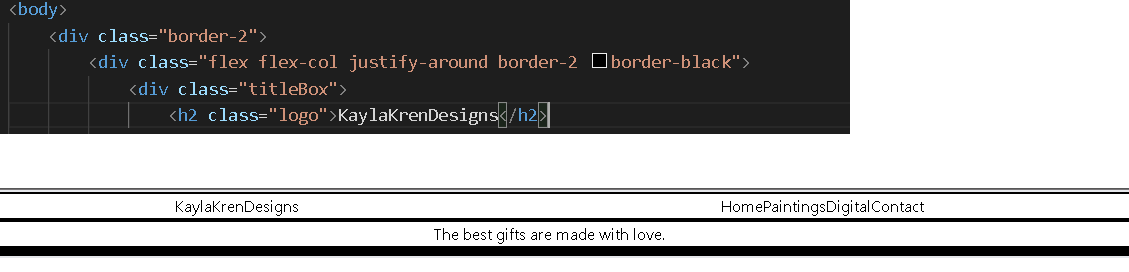 <body>
<div class="border-2">
<div class="flex flex-col justify-around border-2 border-black">
<div class="titleBox">
<h2 class="logo">KaylaKrenDesigns</h2>
KaylaKrenDesigns HomePaintingsDigitalContact
The best gifts are made with love.